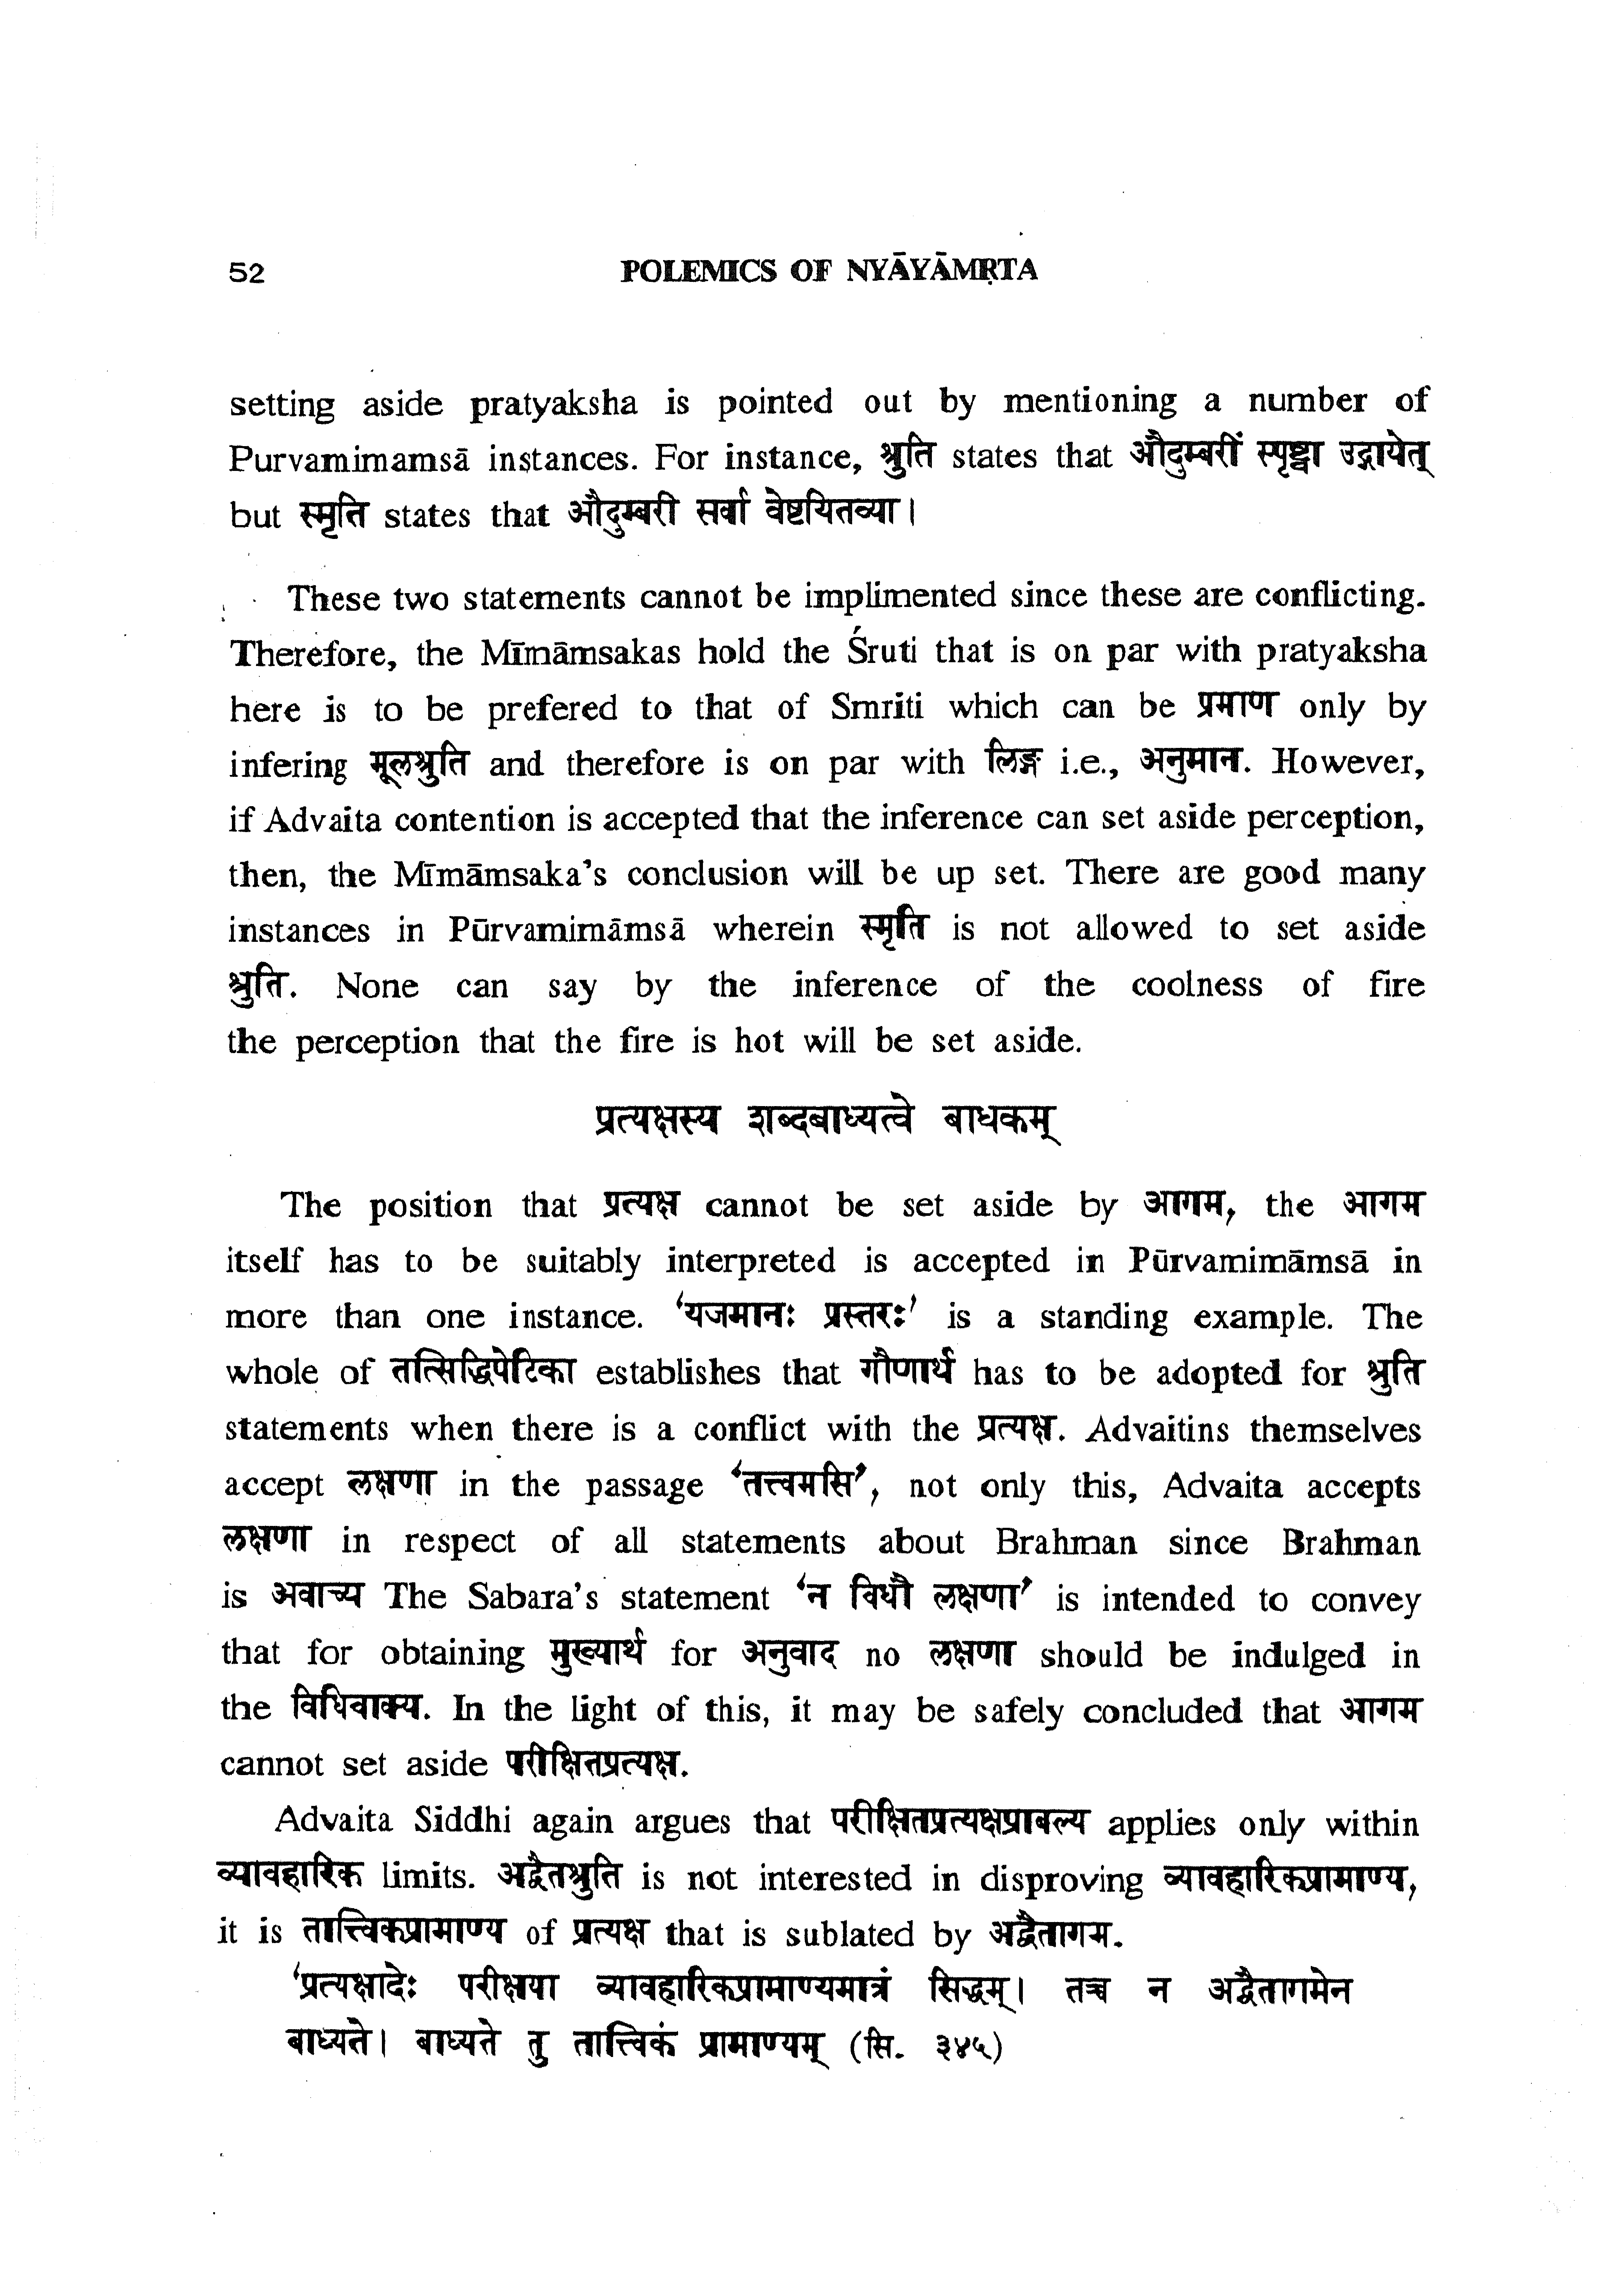 52 POLEMICS OF NYĀYĀMṚTA
setting aside pratyaksha is pointed out by mentioning a number of
Purvamimamsā instances. For instance, श्रुति states that औदुम्बरीं स्पृष्ट्वा उद्गायेत्
but स्मृति states that औदुम्बरी सर्वा वेष्टयितव्या।
These two statements cannot be implimented since these are conflicting.
Therefore, the Mīmāmsakas hold the Śruti that is on par with pratyaksha
here is to be prefered to that of Smriti which can be प्रमाण only by
infering मूलश्रुति and therefore is on par with लिङ्ग i.e., अनुमान. However,
if Advaita contention is accepted that the inference can set aside perception,
then, the Mīmāmsaka's conclusion will be up set. There are good many
instances in Pūrvamimāmsā wherein स्मृति is not allowed to set aside
श्रुति. None can say by the inference of the coolness of fire
the perception that the fire is hot will be set aside.
प्रत्यक्षस्य शब्दबाध्यत्वे बाधकम्
The position that प्रत्यक्ष cannot be set aside by आगम, the आगम
itself has to be suitably interpreted is accepted in Pūrvamimāmsā in
more than one instance. 'यजमानः प्रस्तरः' is a standing example. The
whole of तत्सिद्धिपेटिका establishes that गौणार्थ has to be adopted for श्रुति
statements when there is a conflict with the प्रत्यक्ष. Advaitins themselves
accept लक्षणा in the passage 'तत्त्वमसि', not only this, Advaita accepts
लक्षणा in respect of all statements about Brahman since Brahman
is अवाच्य The Sabara's statement 'न विधौ लक्षणा' is intended to convey
that for obtaining मुख्यार्थ for अनुवाद no लक्षणा should be indulged in
the विधिवाक्य. In the light of this, it may be safely concluded that आगम
cannot set aside परीक्षितप्रत्यक्ष.
Advaita Siddhi again argues that परीक्षितप्रत्यक्षप्राबल्य applies only within
व्यावहारिक limits. अद्वैतश्रुति is not interested in disproving व्यावहारिकप्रामाण्य,
it is तात्त्विकप्रामाण्य of प्रत्यक्ष that is sublated by अद्वैतागम.
'प्रत्यक्षादेः परीक्षया व्यावहारिकप्रामाण्यमात्रं सिद्धम्। तच्च न अद्वैतागमेन
बाध्यते। बाध्यते तु तात्त्विकं प्रामाण्यम् (सि. ३४५)